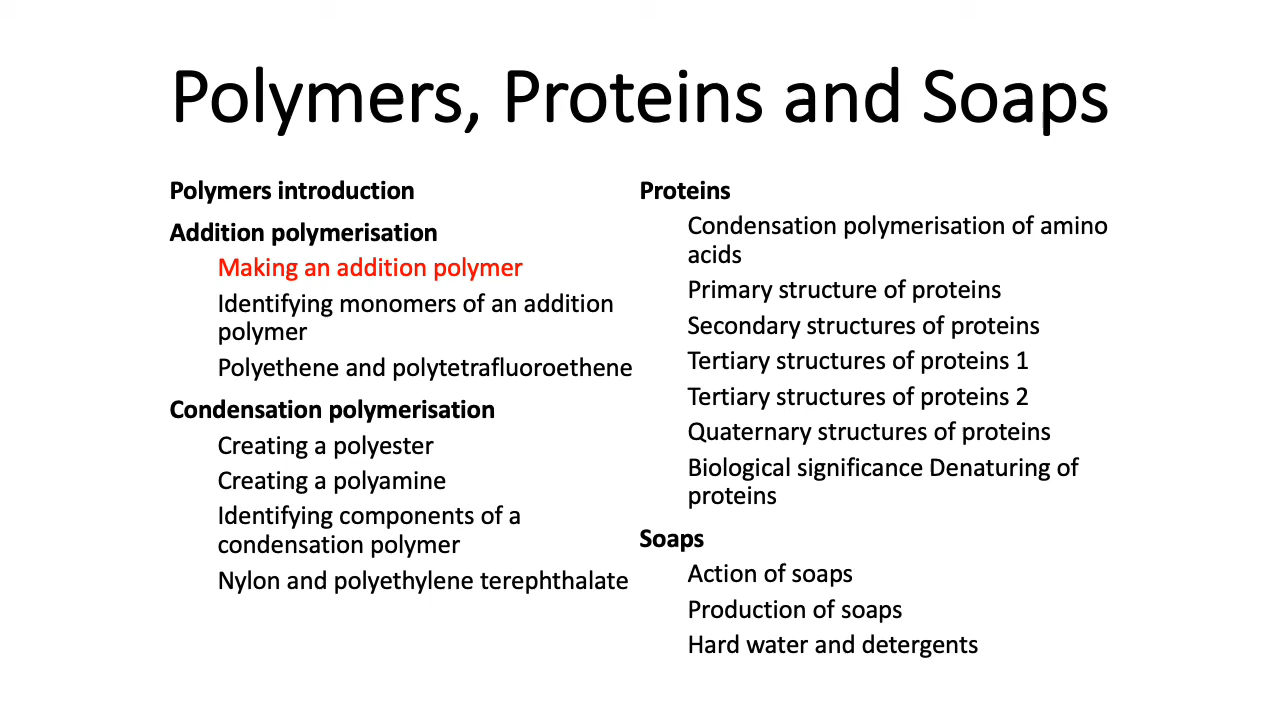 Polymers, Proteins and Soaps
Polymers introduction
Addition polymerisation
Making an addition polymer
Identifying monomers of an addition
polymer
Polyethene and polytetrafluoroethene
Condensation polymerisation
Creating a polyester
Creating a polyamine
Identifying components of a
condensation polymer
Nylon and polyethylene terephthalate
Proteins
Condensation polymerisation of amino
acids
Primary structure of proteins
Secondary structures of proteins
Tertiary structures of proteins 1
Tertiary structures of proteins 2
Quaternary structures of proteins
Biological significance Denaturing of
proteins
Soaps
Action of soaps
Production of soaps
Hard water and detergents